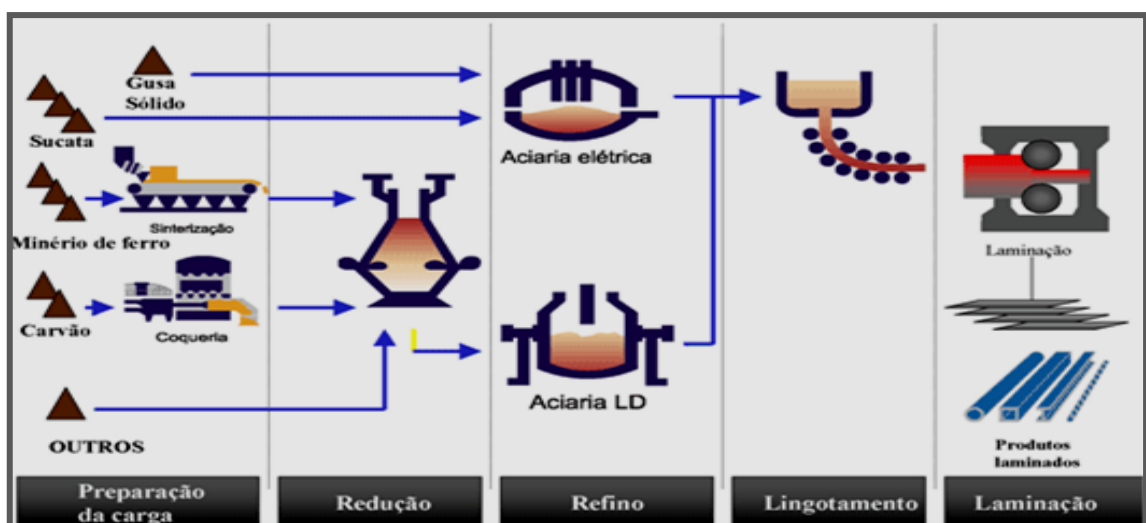 Gusa
Sólido
Sucata
Aciaria elétrica
Sinterização
Minério de ferro
Laminação
Carvão
Coqueria
Aciaria LD
OUTROS
Produtos
laminados
Preparação
da carga
Redução
Refino
Lingotamento
Laminação